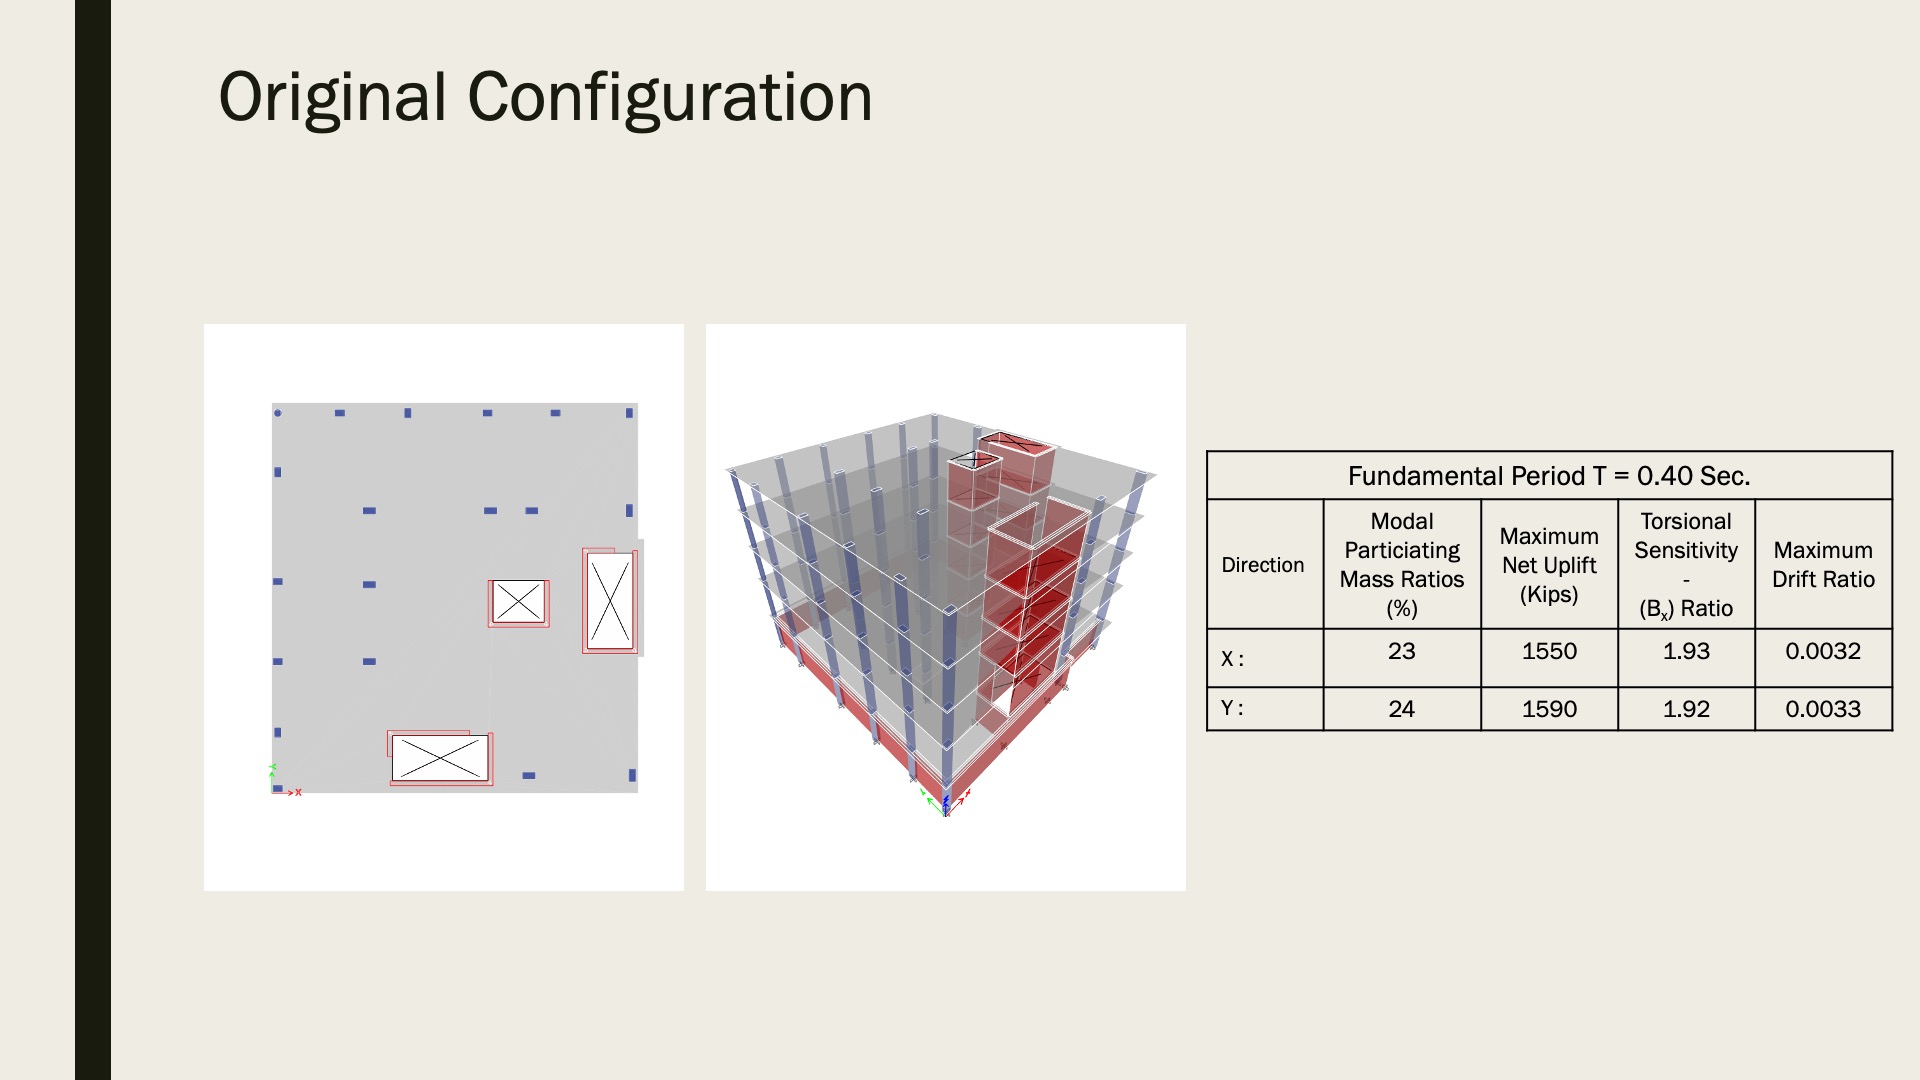 Original Configuration
Y
X
Fundamental Period T = 0.40 Sec.
Direction
Modal
Particiating
Mass Ratios
(%)
Maximum
Net Uplift
(Kips)
Torsional
Sensitivity
-
(Bx) Ratio
Maximum
Drift Ratio
X :
23
1550
1.93
0.0032
Y :
24
1590
1.92
0.0033